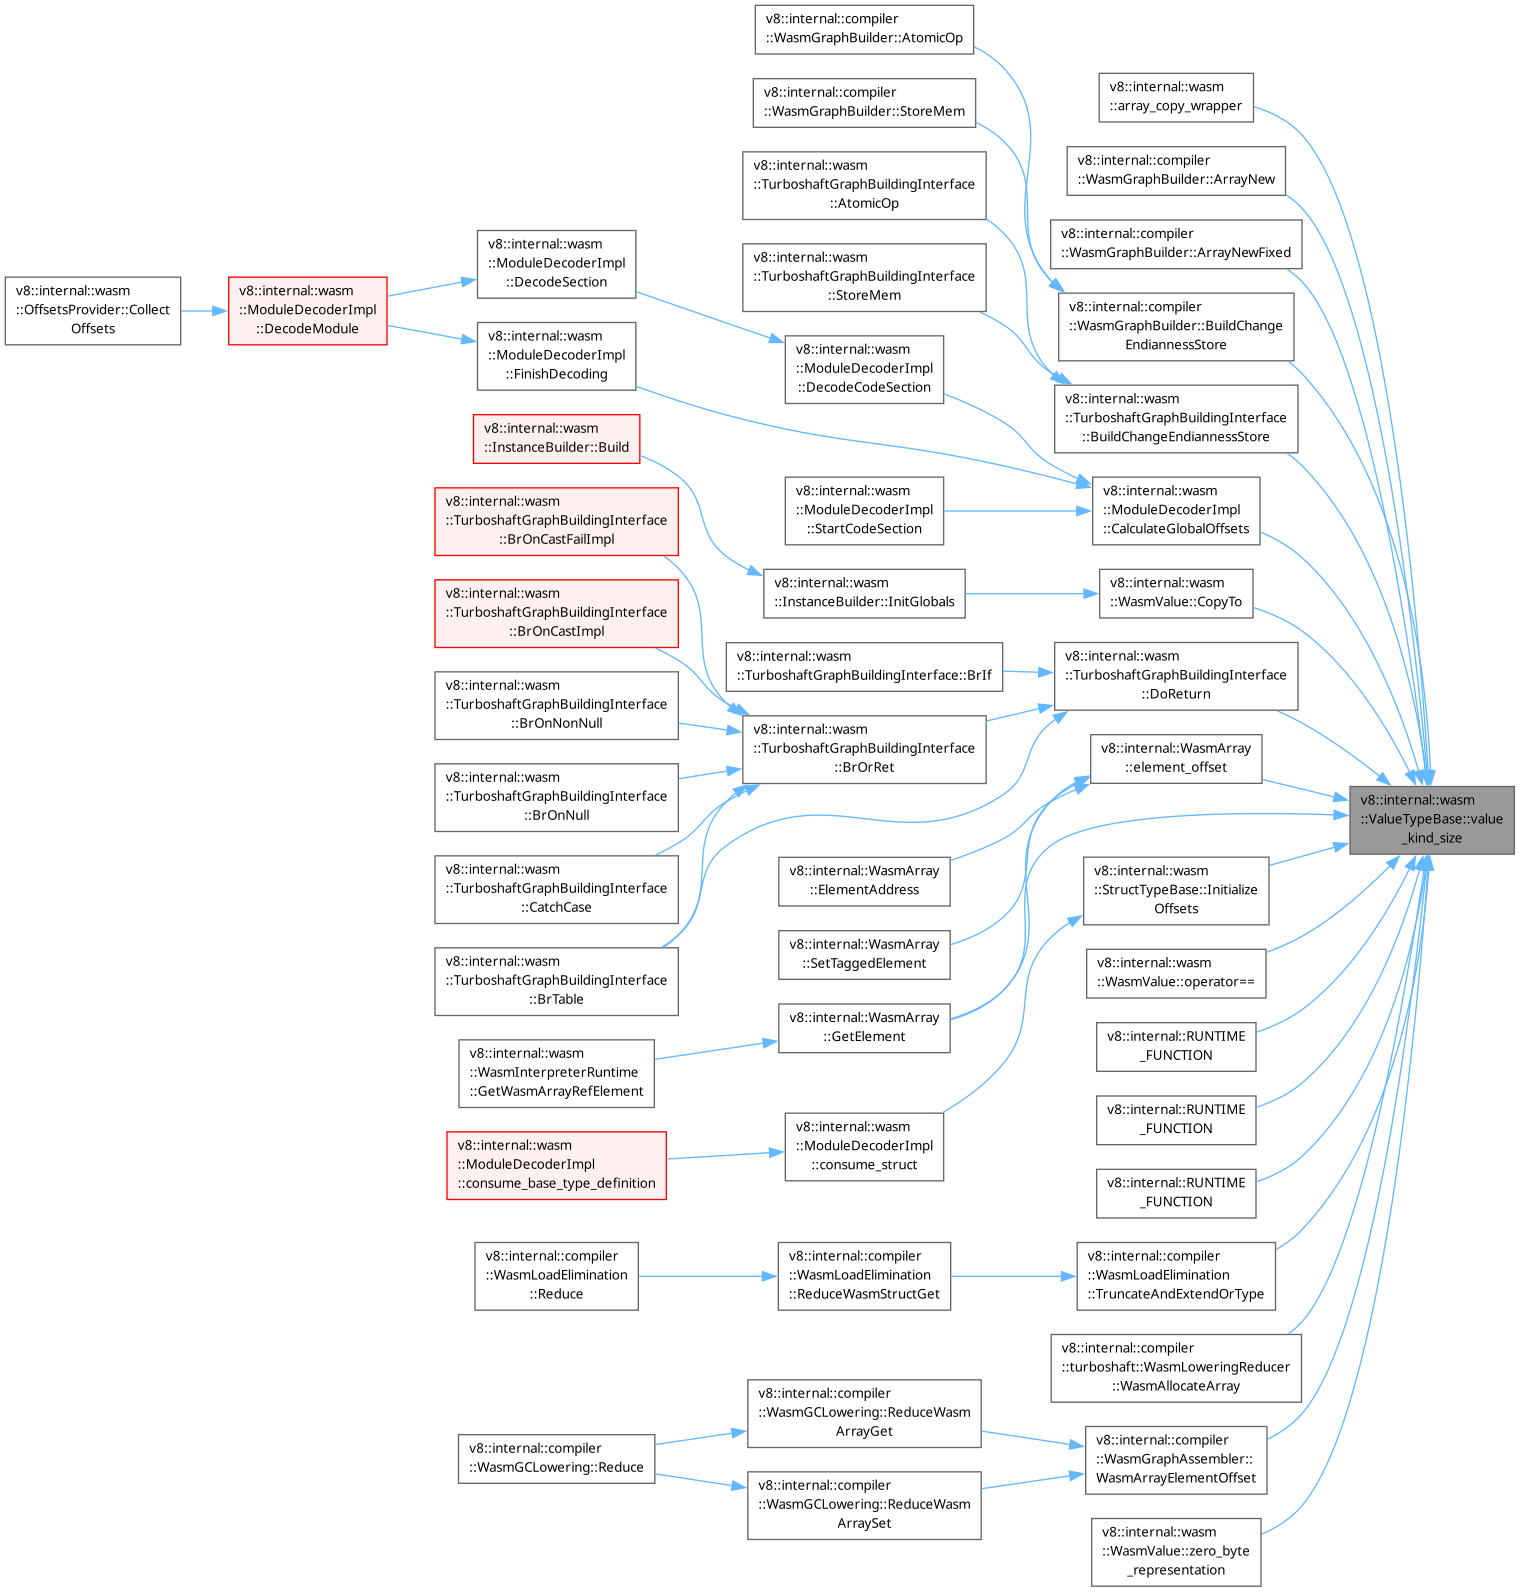 v8::internal::compiler
::WasmGraphBuilder::AtomicOp
v8::internal::wasm
::array_copy_wrapper
v8::internal::compiler
::WasmGraphBuilder::StoreMem
v8::internal::compiler
::WasmGraphBuilder::ArrayNew
v8::internal::wasm
::TurboshaftGraphBuildingInterface
::AtomicOp
v8::internal::compiler
::WasmGraphBuilder::ArrayNewFixed
v8::internal::wasm
::ModuleDecoderImpl
::DecodeSection
v8::internal::wasm
::TurboshaftGraphBuildingInterface
::StoreMem
v8::internal::wasm
::OffsetsProvider::Collect
Offsets
v8::internal::wasm
::ModuleDecoderImpl
::DecodeModule
v8::internal::compiler
::WasmGraphBuilder::BuildChange
EndiannessStore
v8::internal::wasm
::ModuleDecoderImpl
::FinishDecoding
v8::internal::wasm
::ModuleDecoderImpl
::DecodeCodeSection
v8::internal::wasm
::TurboshaftGraphBuildingInterface
::BuildChangeEndiannessStore
v8::internal::wasm
::InstanceBuilder::Build
v8::internal::wasm
::ModuleDecoderImpl
::StartCodeSection
v8::internal::wasm
::ModuleDecoderImpl
::CalculateGlobalOffsets
v8::internal::wasm
::TurboshaftGraphBuildingInterface
::BrOnCastFailImpl
v8::internal::wasm
::InstanceBuilder::InitGlobals
v8::internal::wasm
::WasmValue::CopyTo
v8::internal::wasm
::TurboshaftGraphBuildingInterface
::BrOnCastImpl
v8::internal::wasm
::TurboshaftGraphBuildingInterface::BrIf
v8::internal::wasm
::TurboshaftGraphBuildingInterface
::DoReturn
v8::internal::wasm
::TurboshaftGraphBuildingInterface
::BrOnNonNull
v8::internal::wasm
::TurboshaftGraphBuildingInterface
::BrOrRet
v8::internal::WasmArray
::element_offset
v8::internal::wasm
::TurboshaftGraphBuildingInterface
::BrOnNull
v8::internal::wasm
::ValueTypeBase::value
_kind_size
v8::internal::wasm
::TurboshaftGraphBuildingInterface
::CatchCase
v8::internal::WasmArray
::ElementAddress
v8::internal::wasm
::StructTypeBase::Initialize
Offsets
v8::internal::wasm
::TurboshaftGraphBuildingInterface
::BrTable
v8::internal::WasmArray
::SetTaggedElement
v8::internal::wasm
::WasmValue::operator==
v8::internal::WasmArray
::GetElement
v8::internal::RUNTIME
_FUNCTION
v8::internal::wasm
::WasmInterpreterRuntime
::GetWasmArrayRefElement
v8::internal::RUNTIME
_FUNCTION
v8::internal::wasm
::ModuleDecoderImpl
::consume_base_type_definition
v8::internal::wasm
::ModuleDecoderImpl
::consume_struct
v8::internal::RUNTIME
_FUNCTION
v8::internal::compiler
::WasmLoadElimination
::Reduce
v8::internal::compiler
::WasmLoadElimination
::ReduceWasmStructGet
v8::internal::compiler
::WasmLoadElimination
::TruncateAndExtendOrType
v8::internal::compiler
::turboshaft::WasmLoweringReducer
::WasmAllocateArray
v8::internal::compiler
::WasmGCLowering::ReduceWasm
ArrayGet
v8::internal::compiler
::WasmGCLowering::Reduce
v8::internal::compiler
::WasmGraphAssembler::
WasmArrayElementOffset
v8::internal::compiler
::WasmGCLowering::ReduceWasm
ArraySet
v8::internal::wasm
::WasmValue::zero_byte
_representation